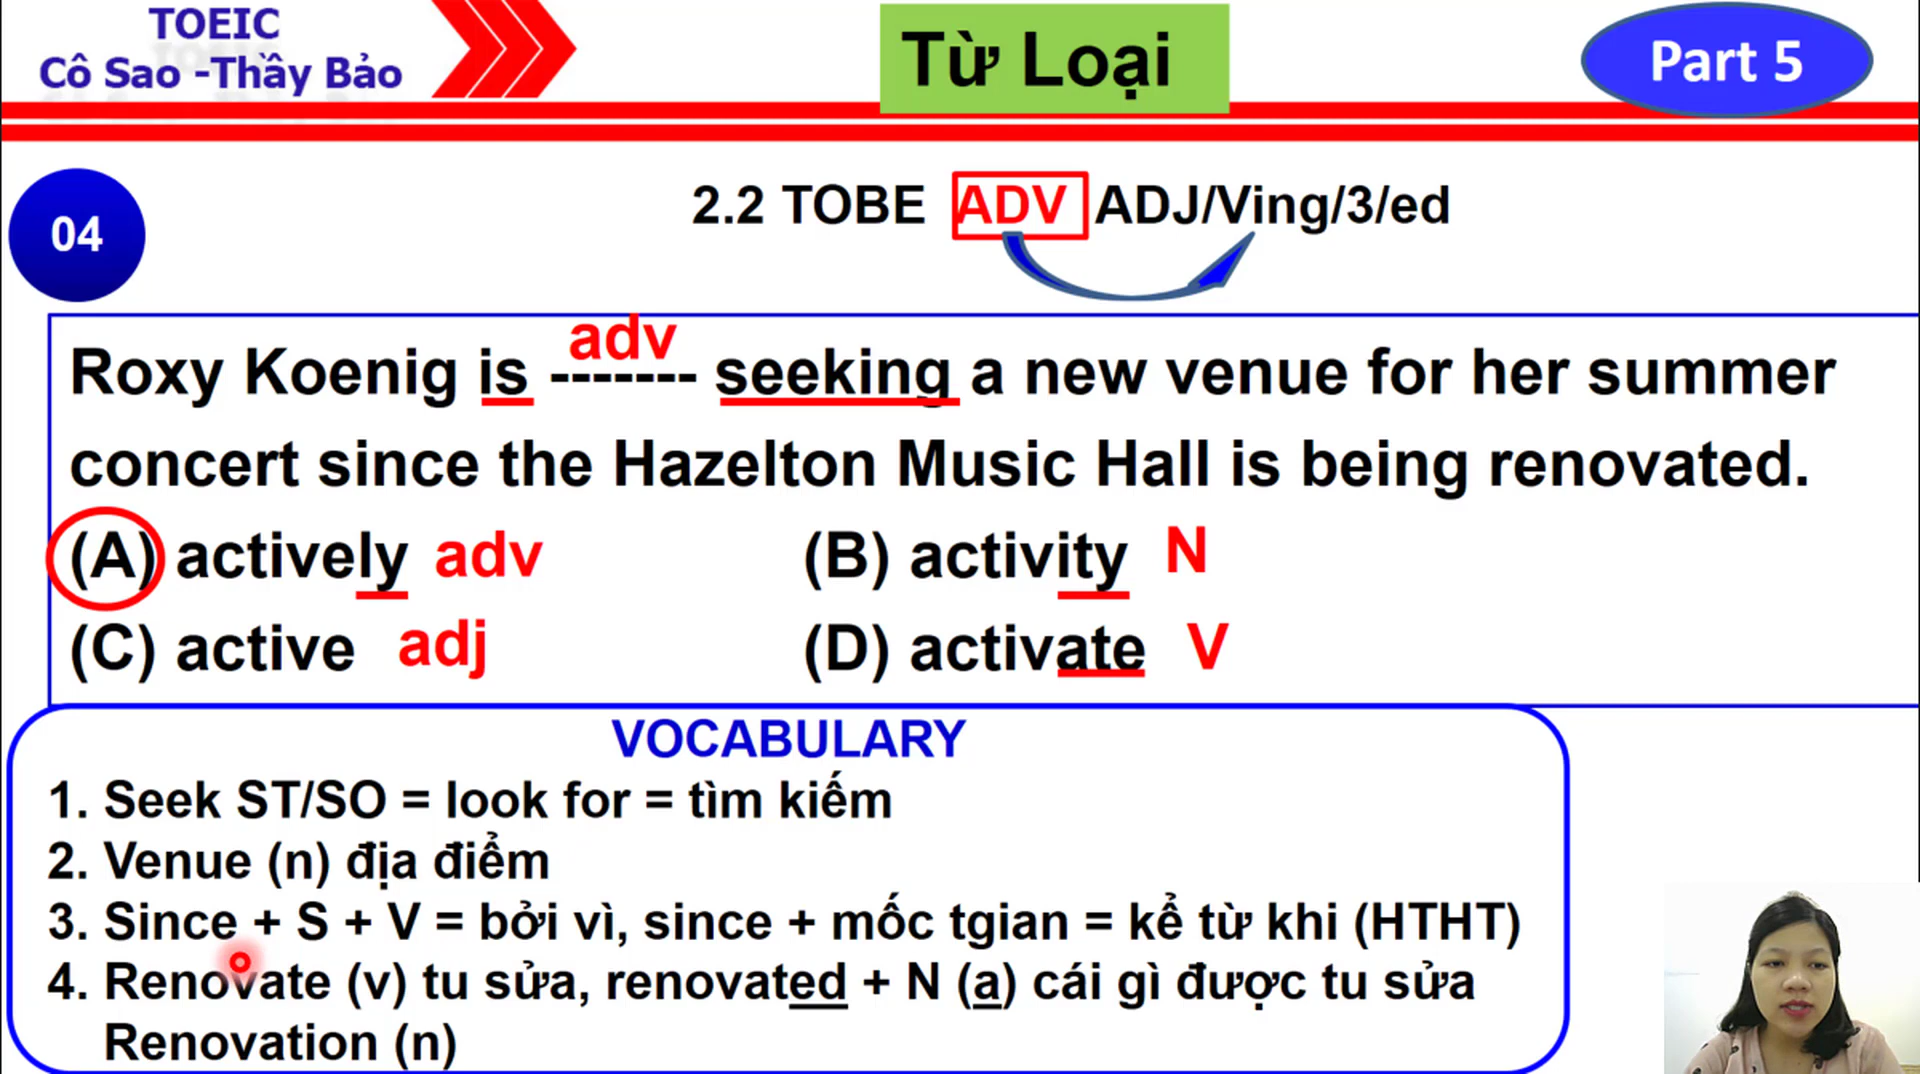 TOEIC
Cô Sao -Thầy Bảo
Từ Loại
Part 5
04
2.2 TOBE ADV ADJ/Ving/3/ed
adv
Roxy Koenig is ------- seeking a new venue for her summer
concert since the Hazelton Music Hall is being renovated.
(A) actively adv (B) activity N
(C) active adj (D) activate V
VOCABULARY
1. Seek ST/SO = look for = tìm kiếm
2. Venue (n) địa điểm
3. Since + S + V = bởi vì, since + mốc tgian = kể từ khi (HTHT)
4. Renovate (v) tu sửa, renovated + N (a) cái gì được tu sửa
Renovation (n)